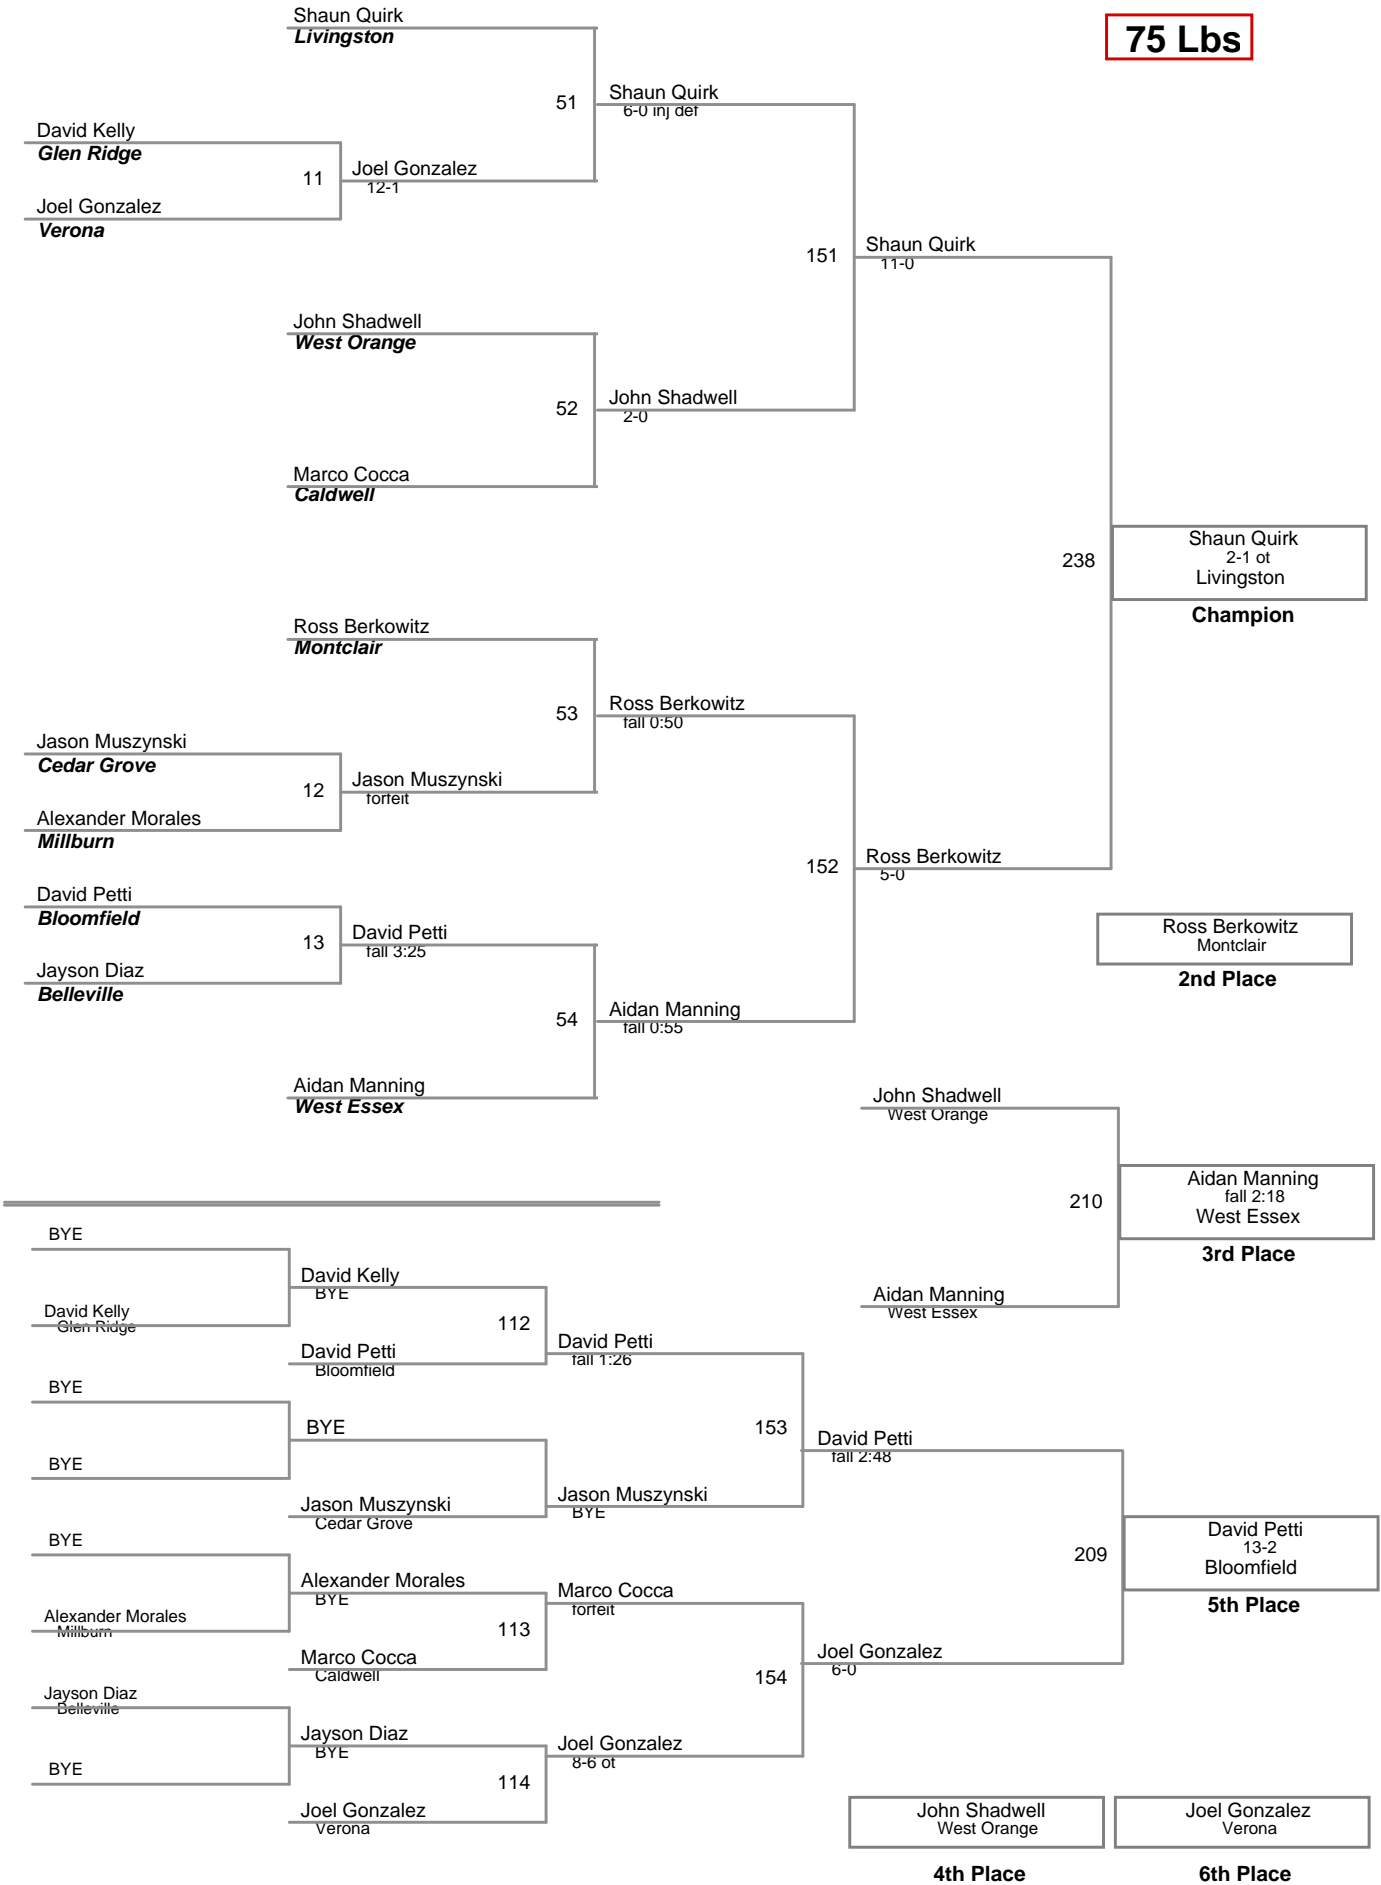 75 Lbs
Shaun Quirk
Livingston
51
Shaun Quirk
6-0 inj def
David Kelly
Glen Ridge
11
Joel Gonzalez
12-1
Joel Gonzalez
Verona
151
Shaun Quirk
11-0
John Shadwell
West Orange
52
John Shadwell
2-0
Marco Cocca
Caldwell
238
Shaun Quirk
2-1 ot
Livingston
Champion
Ross Berkowitz
Montclair
53
Ross Berkowitz
fall 0:50
Jason Muszynski
Cedar Grove
12
Jason Muszynski
forfeit
Alexander Morales
Millburn
152
Ross Berkowitz
5-0
David Petti
Bloomfield
13
David Petti
fall 3:25
Jayson Diaz
Belleville
54
Aidan Manning
fall 0:55
Aidan Manning
West Essex
Ross Berkowitz
Montclair
2nd Place
John Shadwell
West Orange
210
Aidan Manning
fall 2:18
West Essex
3rd Place
Aidan Manning
West Essex
BYE
David Kelly
BYE
David Kelly
Glen Ridge
112
David Petti
fall 1:26
David Petti
Bloomfield
BYE
BYE
BYE
153
David Petti
fall 2:48
Jason Muszynski
Cedar Grove
Jason Muszynski
BYE
BYE
Alexander Morales
BYE
Alexander Morales
Millburn
113
Marco Cocca
forfeit
Marco Cocca
Caldwell
209
David Petti
13-2
Bloomfield
5th Place
154
Joel Gonzalez
6-0
Jayson Diaz
Belleville
Jayson Diaz
BYE
BYE
114
Joel Gonzalez
8-6 ot
Joel Gonzalez
Verona
John Shadwell
West Orange
4th Place
Joel Gonzalez
Verona
6th Place